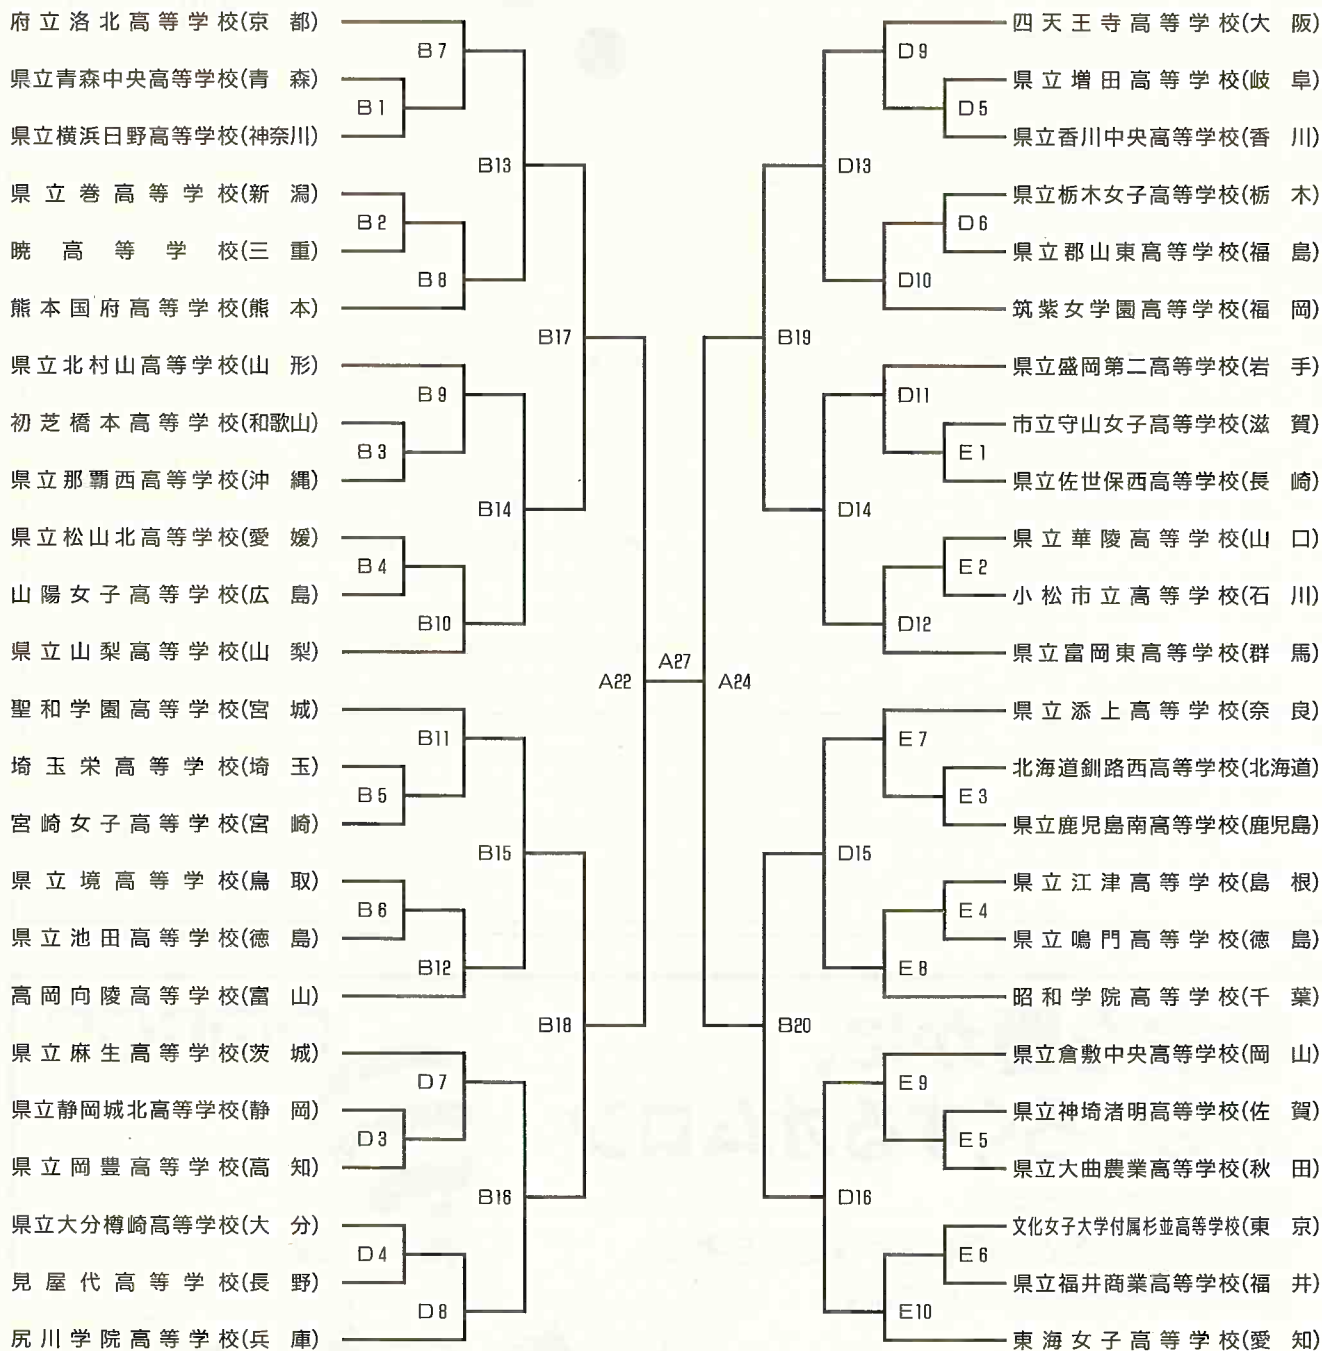 府立洛北高等学校(京都)
県立青森中央高等学校(青森)
県立横浜日野高等学校(神奈川)
県立巻高等学校(新潟)
暁高等学校(三重)
熊本国府高等学校(熊本)
県立北村山高等学校(山形)
初芝橋本高等学校(和歌山)
県立那覇西高等学校(沖縄)
県立松山北高等学校(愛媛)
山陽女子高等学校(広島)
県立山梨高等学校(山梨)
聖和学園高等学校(宮城)
埼玉栄高等学校(埼玉)
宮崎女子高等学校(宮崎)
県立境高等学校(鳥取)
県立池田高等学校(徳島)
高岡向陵高等学校(富山)
県立麻生高等学校(茨城)
県立静岡城北高等学校(静岡)
県立岡豊高等学校(高知)
県立大分樽崎高等学校(大分)
見屋代高等学校(長野)
尻川学院高等学校(兵庫)
B7
B1
B2
B8
B9
B3
B4
B10
B11
B5
B6
B12
D7
D3
D4
D8
B13
B14
B15
B16
B17
B18
A22
A27
A24
B19
B20
D13
D14
D15
D16
D9
D5
D6
D10
D11
E1
E2
D12
E7
E3
E4
E8
E9
E5
E6
E10
四天王寺高等学校(大阪)
県立増田高等学校(岐阜)
県立香川中央高等学校(香川)
県立栃木女子高等学校(栃木)
県立郡山東高等学校(福島)
筑紫女学園高等学校(福岡)
県立盛岡第二高等学校(岩手)
市立守山女子高等学校(滋賀)
県立佐世保西高等学校(長崎)
県立華陵高等学校(山口)
小松市立高等学校(石川)
県立富岡東高等学校(群馬)
県立添上高等学校(奈良)
北海道釧路西高等学校(北海道)
県立鹿児島南高等学校(鹿児島)
県立江津高等学校(島根)
県立鳴門高等学校(徳島)
昭和学院高等学校(千葉)
県立倉敷中央高等学校(岡山)
県立神埼渚明高等学校(佐賀)
県立大曲農業高等学校(秋田)
文化女子大学付属杉並高等学校(東京)
県立福井商業高等学校(福井)
東海女子高等学校(愛知)